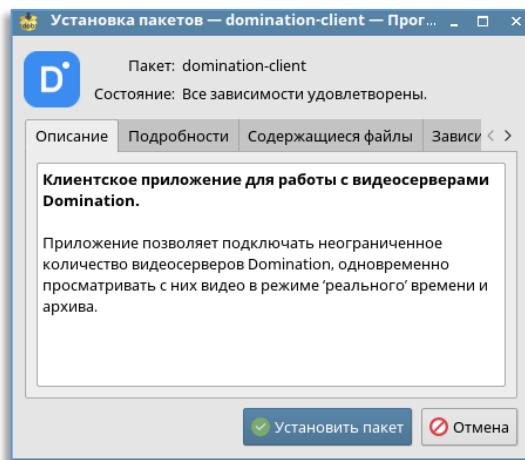 Установка пакетов — domination-client — Прог...
D
Пакет: domination-client
Состояние: Все зависимости удовлетворены.
Описание Подробности Содержащиеся файлы Завис
Клиентское приложение для работы с видеосерверами
Domination.
Приложение позволяет подключать неограниченное
количество видеосерверов Domination, одновременно
просматривать с них видео в режиме ‘реального’ времени и
архива.
Установить пакет Отмена